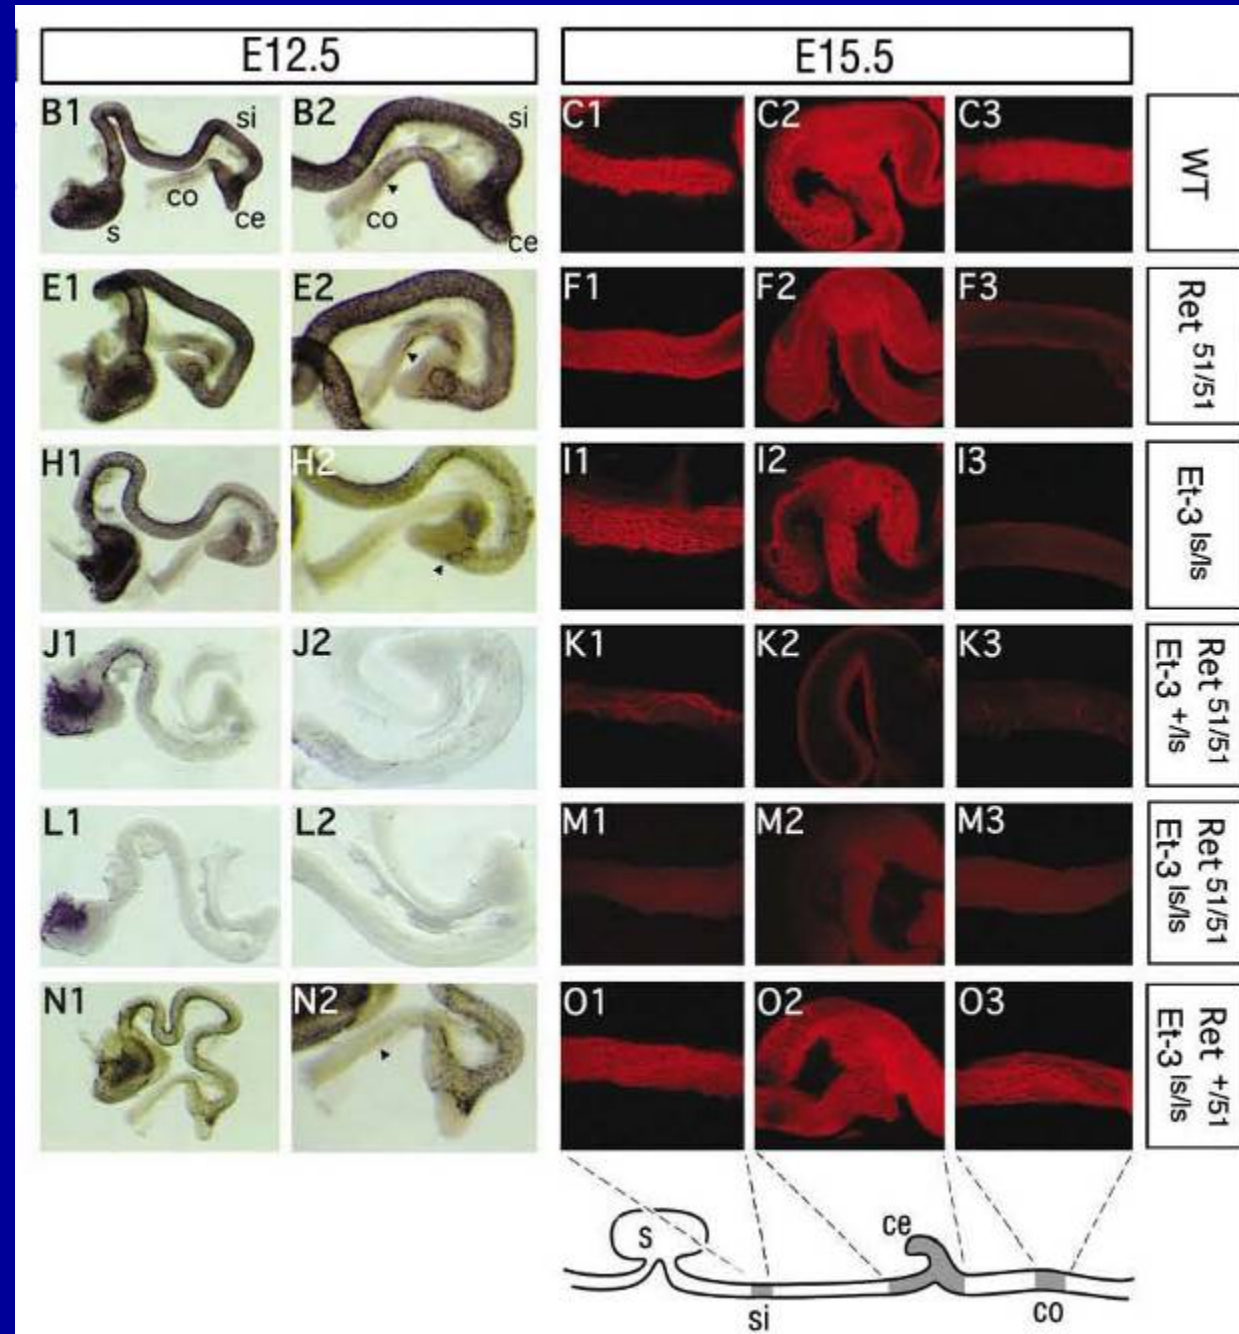 E12.5
E15.5
B1 si co s ce
B2 si co ce
C1 C2 C3
WT
E1 E2 F1 F2 F3
Ret 51/51
H1 H2 I1 I2 I3
Et-3 ls/ls
J1 J2 K1 K2 K3
Ret 51/51
Et-3 +/ls
L1 L2 M1 M2 M3
Ret 51/51
Et-3 ls/ls
N1 N2 O1 O2 O3
Ret +/51
Et-3 ls/ls
s ce
si co